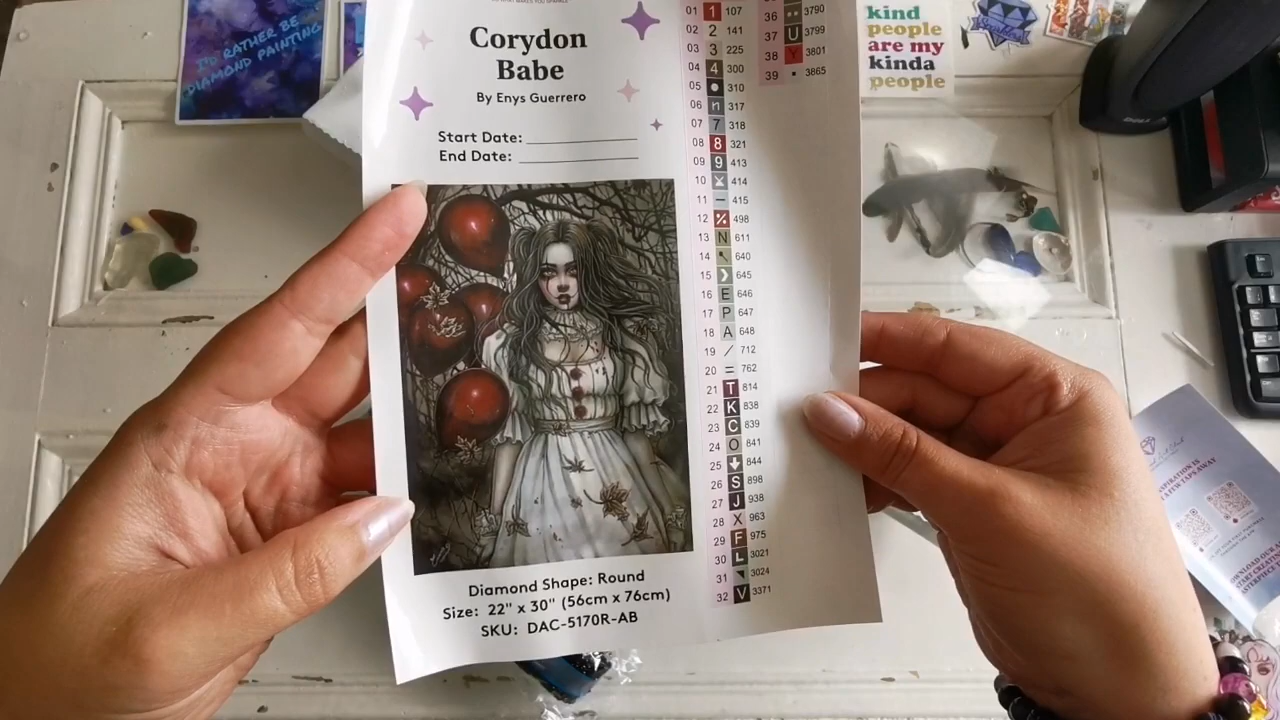 I'D RATHER BE
DIAMOND PAINTING
Corydon
Babe
By Enys Guerrero
Start Date:
End Date:
Diamond Shape: Round
Size: 22" x 30" (56cm x 76cm)
SKU: DAC-5170R-AB
01 1 107
02 2 141
03 3 225
04 4 300
05 310
06 n 317
07 7 318
08 8 321
09 9 413
10 414
11 – 415
12 % 498
13 N 611
14 640
15 645
16 E 646
17 P 647
18 A 648
19 / 712
20 = 762
21 T 814
22 K 838
23 C 839
24 O 841
25 844
26 S 898
27 J 938
28 X 963
29 F 975
30 L 3021
31 3024
32 V 3371
36 3790
37 U 3799
38 Y 3801
39 3865
kind
people
are my
kinda
people
DELL